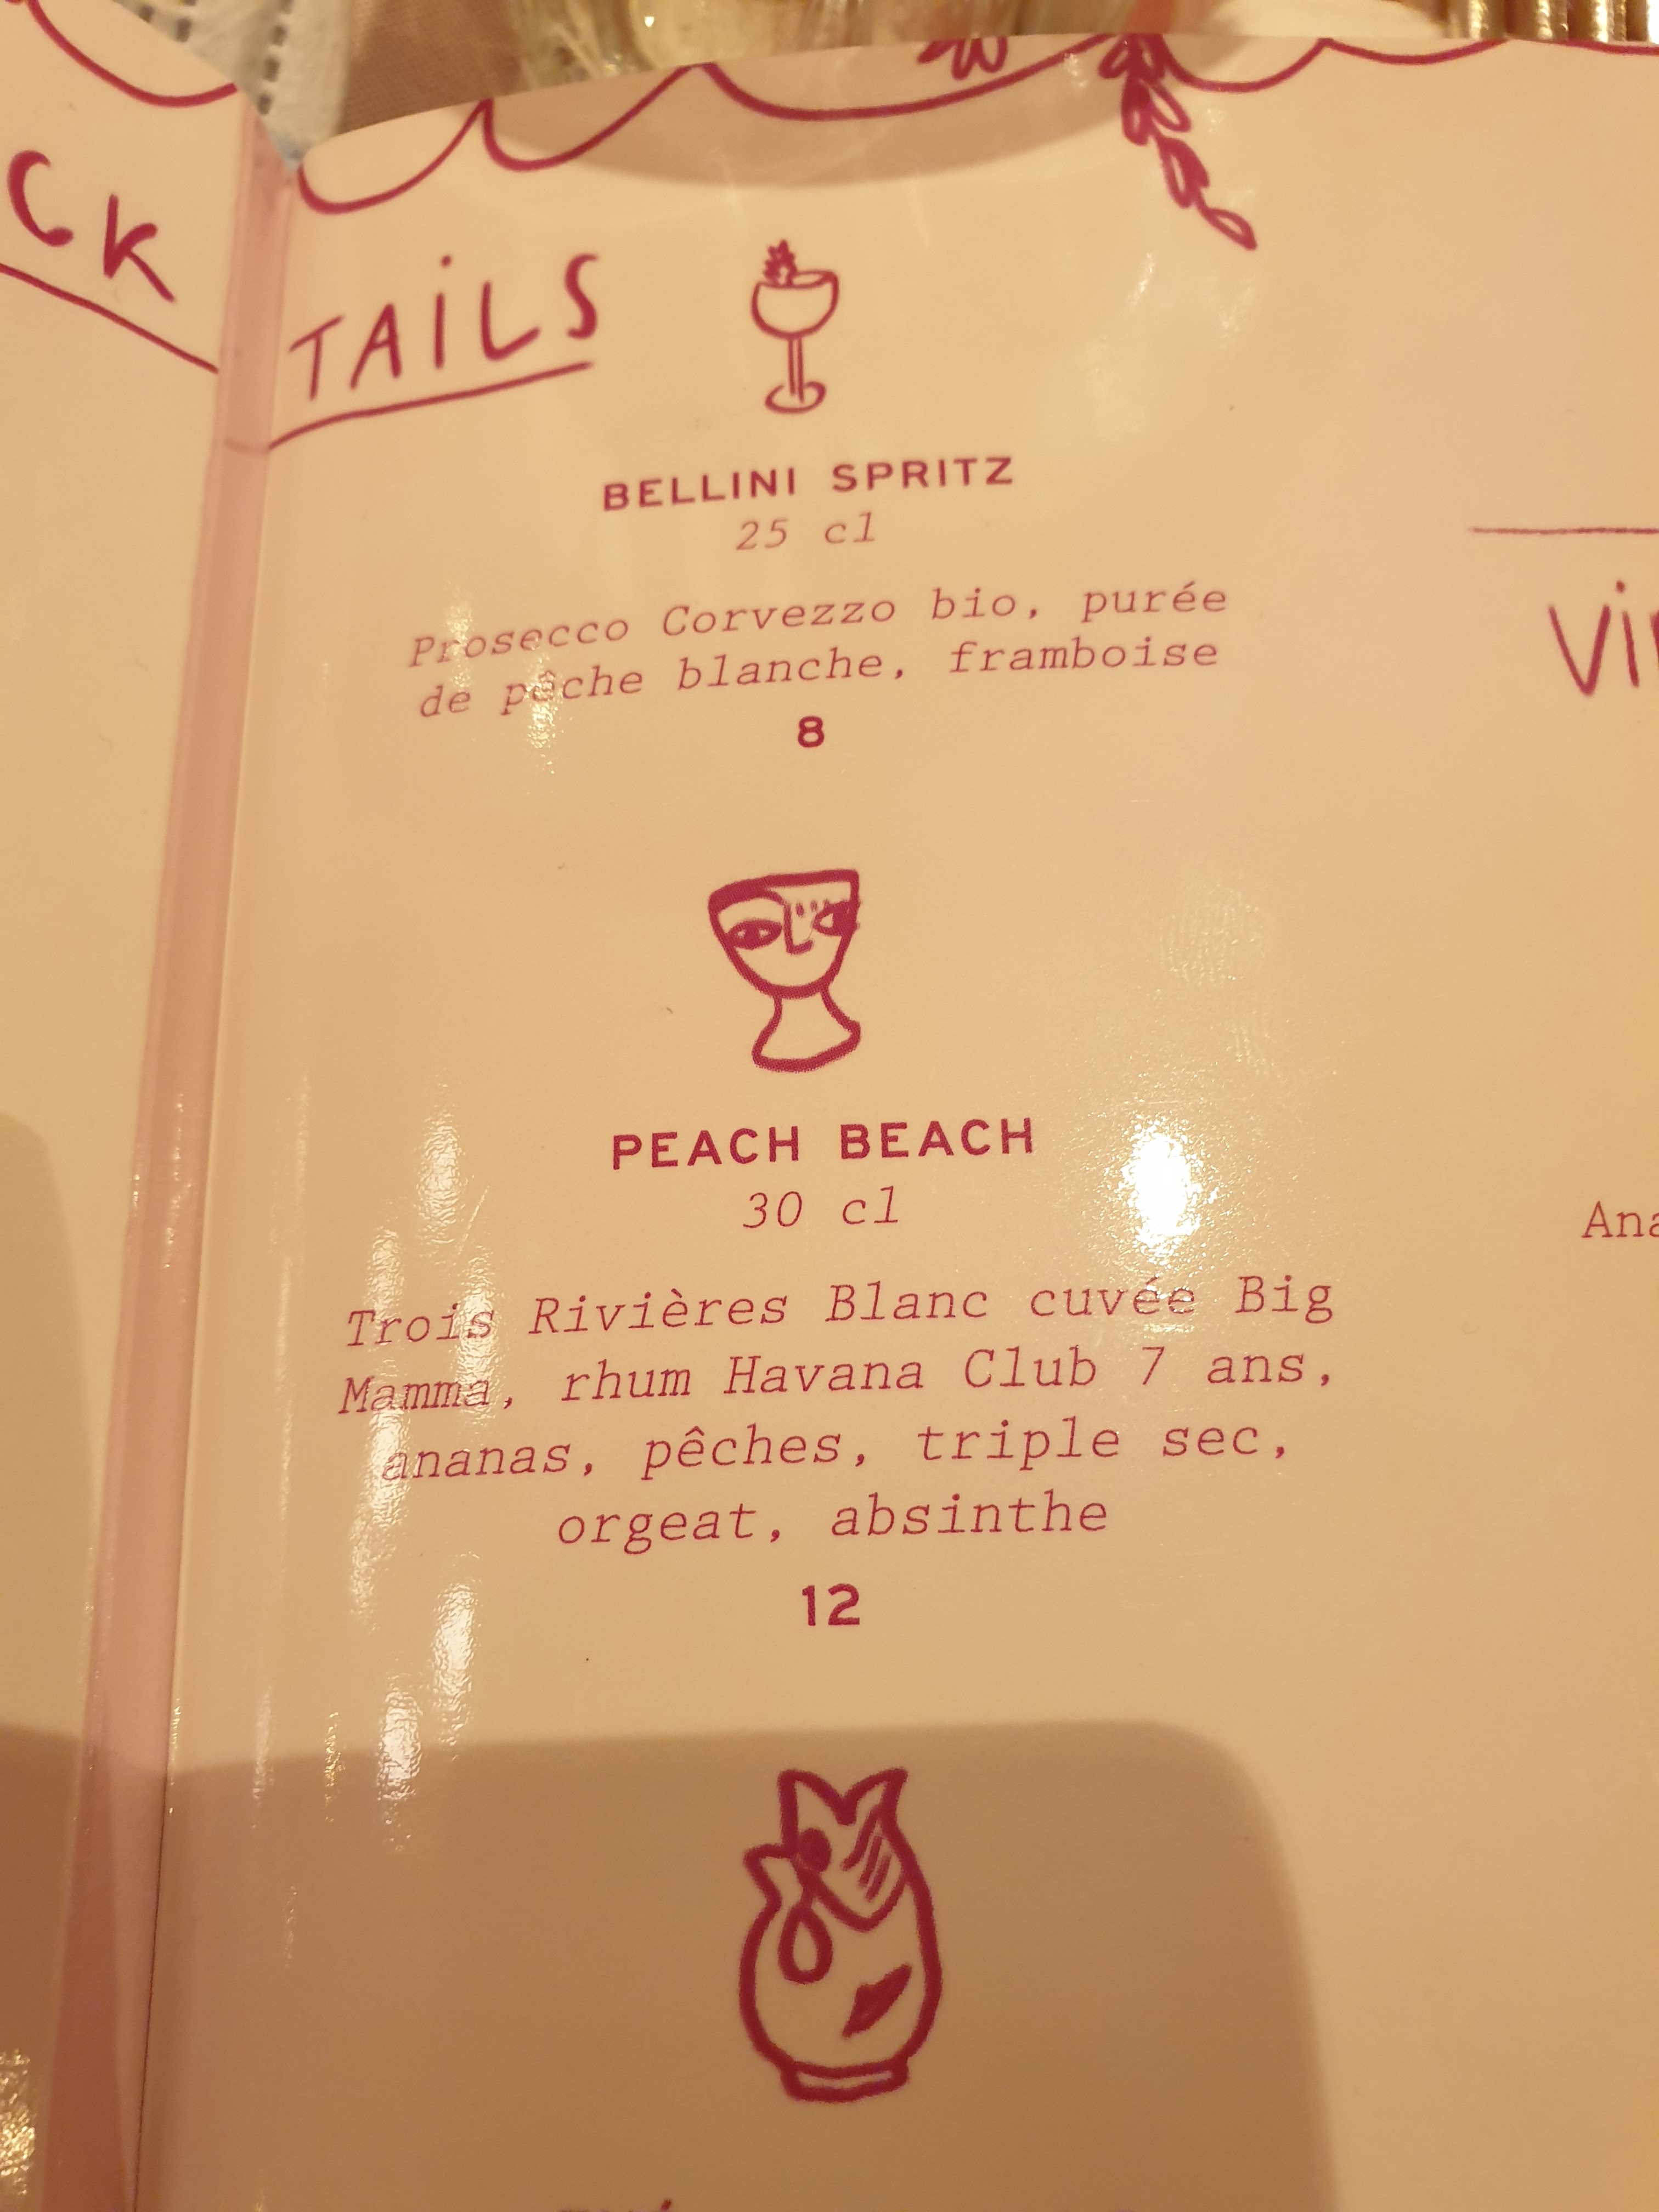 CK
TAILS
BELLINI SPRITZ
25 cl
Prosecco Corvezzo bio, purée
de pêche blanche, framboise
8
PEACH BEACH
30 cl
Trois Rivières Blanc cuvée Big
Mamma, rhum Havana Club 7 ans,
ananas, pêches, triple sec,
orgeat, absinthe
12
Vi
Ana